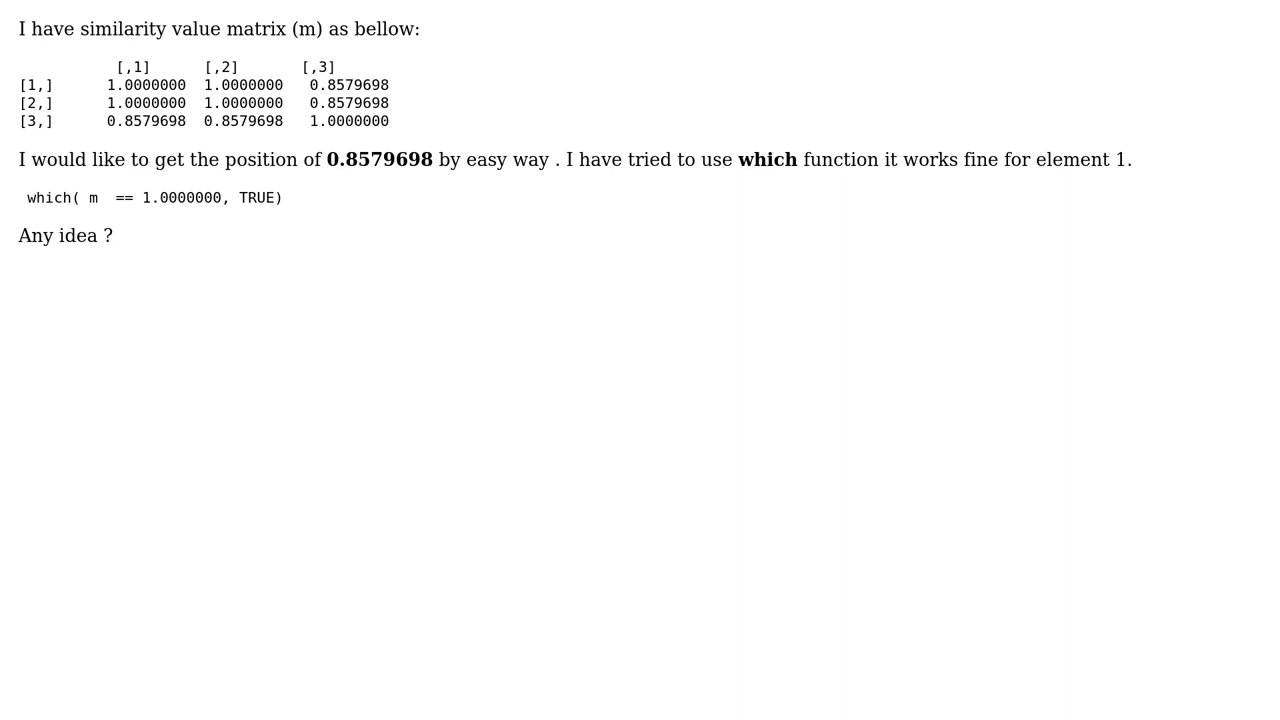 I have similarity value matrix (m) as bellow:
[,1] [,2] [,3]
[1,] 1.0000000 1.0000000 0.8579698
[2,] 1.0000000 1.0000000 0.8579698
[3,] 0.8579698 0.8579698 1.0000000
I would like to get the position of 0.8579698 by easy way . I have tried to use which function it works fine for element 1.
which( m == 1.0000000, TRUE)
Any idea ?